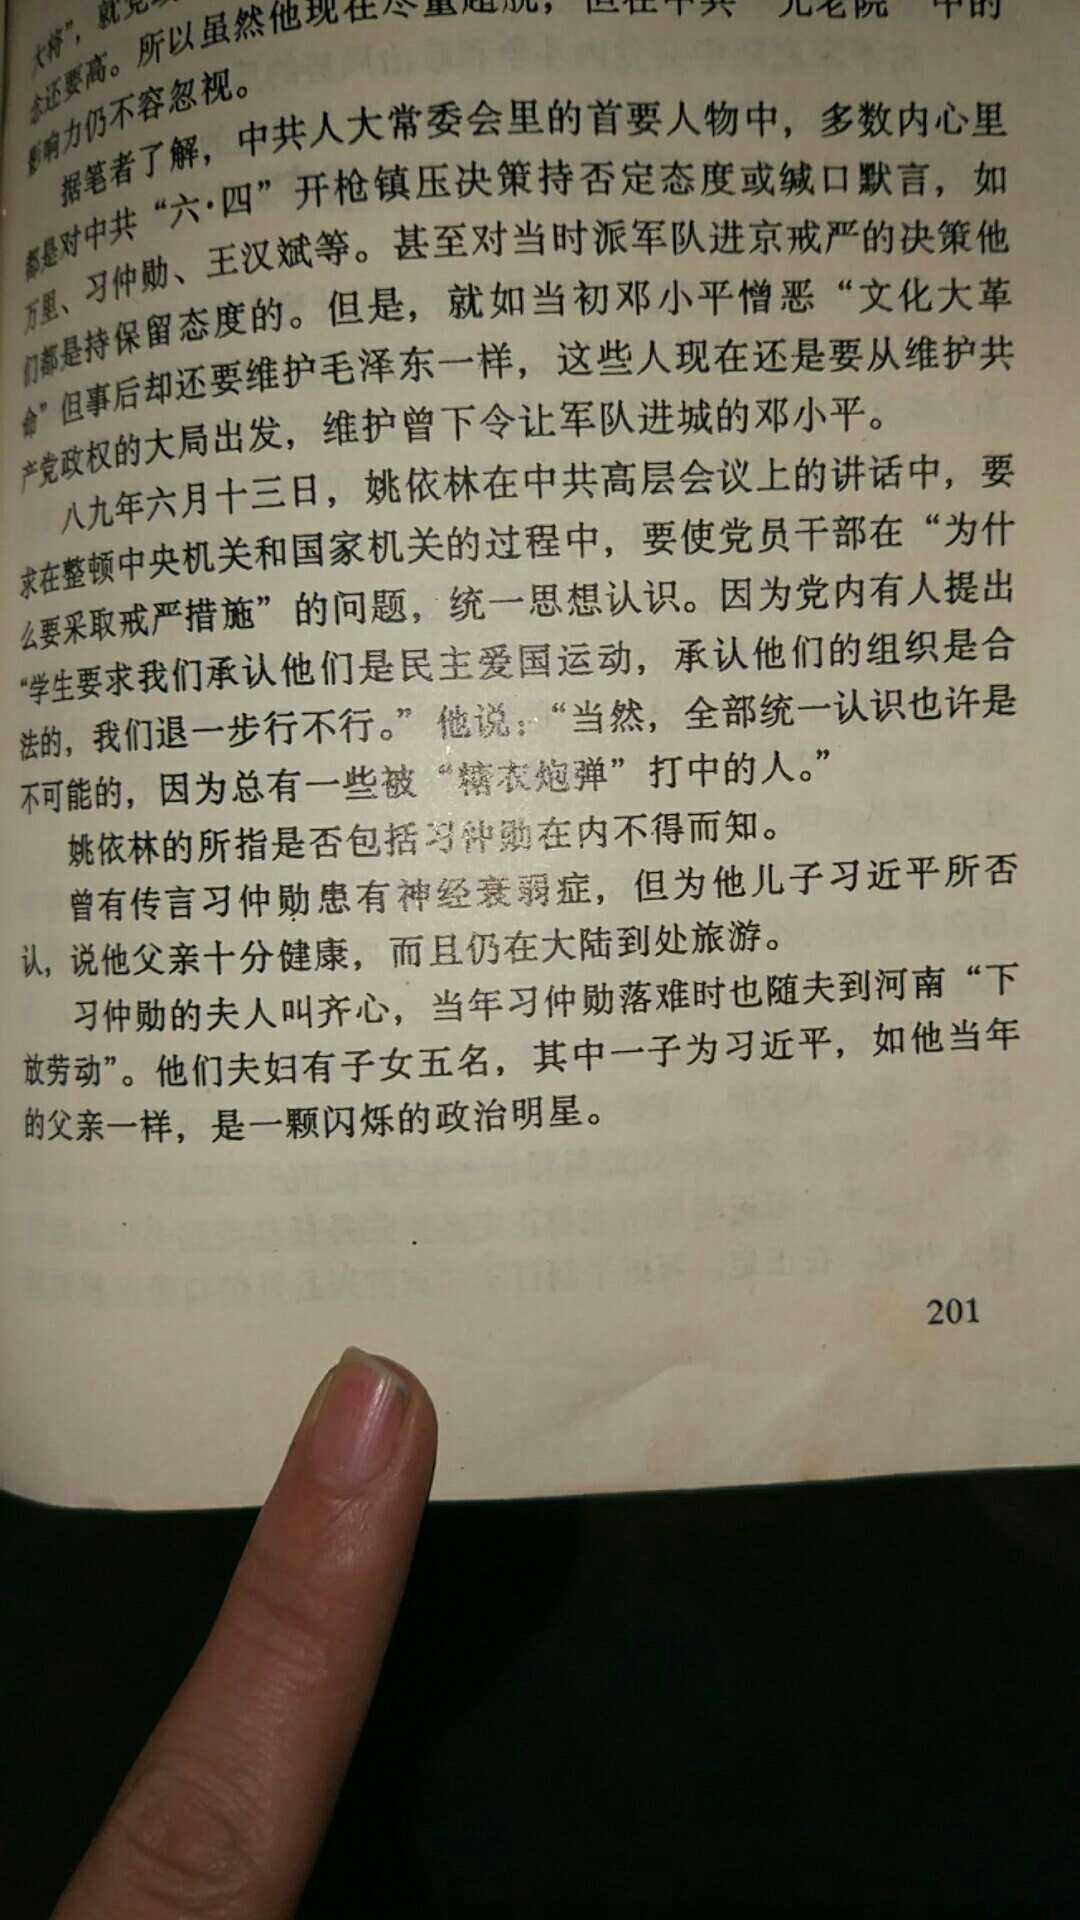 大将”，就
念还要高。所以虽然他现在尽量超脱，但在中共“元老院”中的
影响力仍不容忽视。
据笔者了解，中共人大常委会里的首要人物中，多数内心里
都是对中共“六·四”开枪镇压决策持否定态度或缄口默言，如
万里、习仲勋、王汉斌等。甚至对当时派军队进京戒严的决策他
们都是持保留态度的。但是，就如当初邓小平憎恶“文化大革
命”但事后却还要维护毛泽东一样，这些人现在还是要从维护共
产党政权的大局出发，维护曾下令让军队进城的邓小平。
八九年六月十三日，姚依林在中共高层会议上的讲话中，要
求在整顿中央机关和国家机关的过程中，要使党员干部在“为什
么要采取戒严措施”的问题，统一思想认识。因为党内有人提出
“学生要求我们承认他们是民主爱国运动，承认他们的组织是合
法的，我们退一步行不行。”他说：“当然，全部统一认识也许是
不可能的，因为总有一些被“糖衣炮弹”打中的人。”
姚依林的所指是否包括习仲勋在内不得而知。
曾有传言习仲勋患有神经衰弱症，但为他儿子习近平所否
认，说他父亲十分健康，而且仍在大陆到处旅游。
习仲勋的夫人叫齐心，当年习仲勋落难时也随夫到河南“下
放劳动”。他们夫妇有子女五名，其中一子为习近平，如他当年
的父亲一样，是一颗闪烁的政治明星。
201